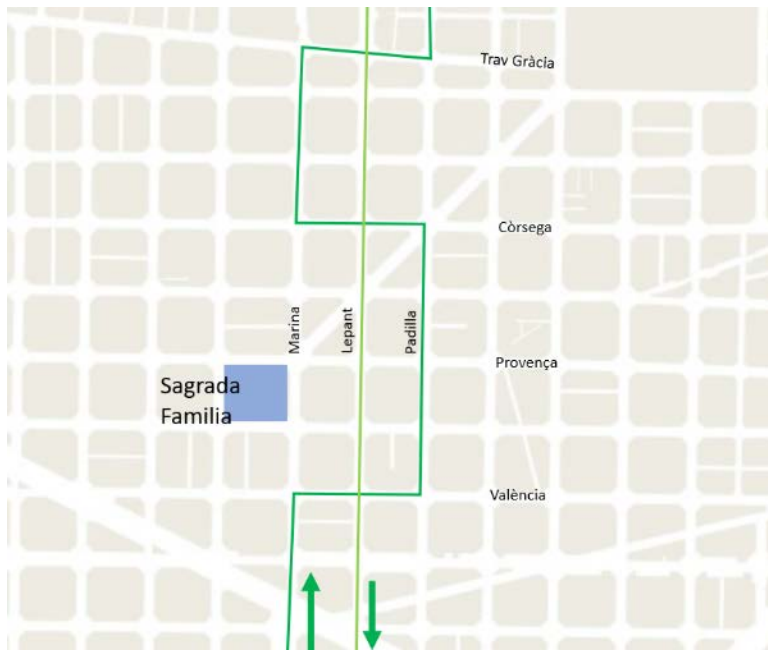 Trav Gràcia
Còrsega
Marina
Lepant
Padilla
Provença
Sagrada
Familia
València